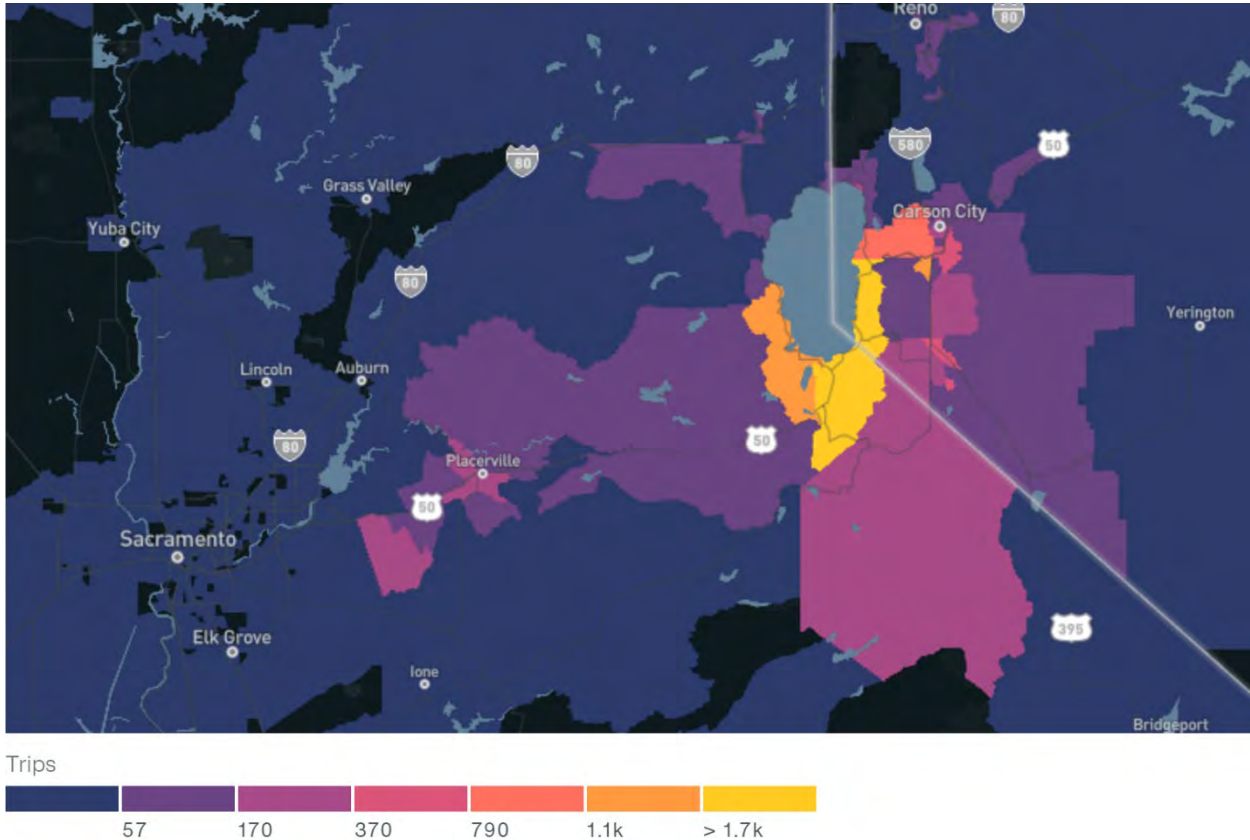 Reno
80
580
50
80
Grass Valley
Carson City
Yuba City
80
Yerington
Lincoln
Auburn
80
50
Placerville
50
Sacramento
395
Elk Grove
Ione
Bridgeport
Trips
57 170 370 790 1.1k > 1.7k